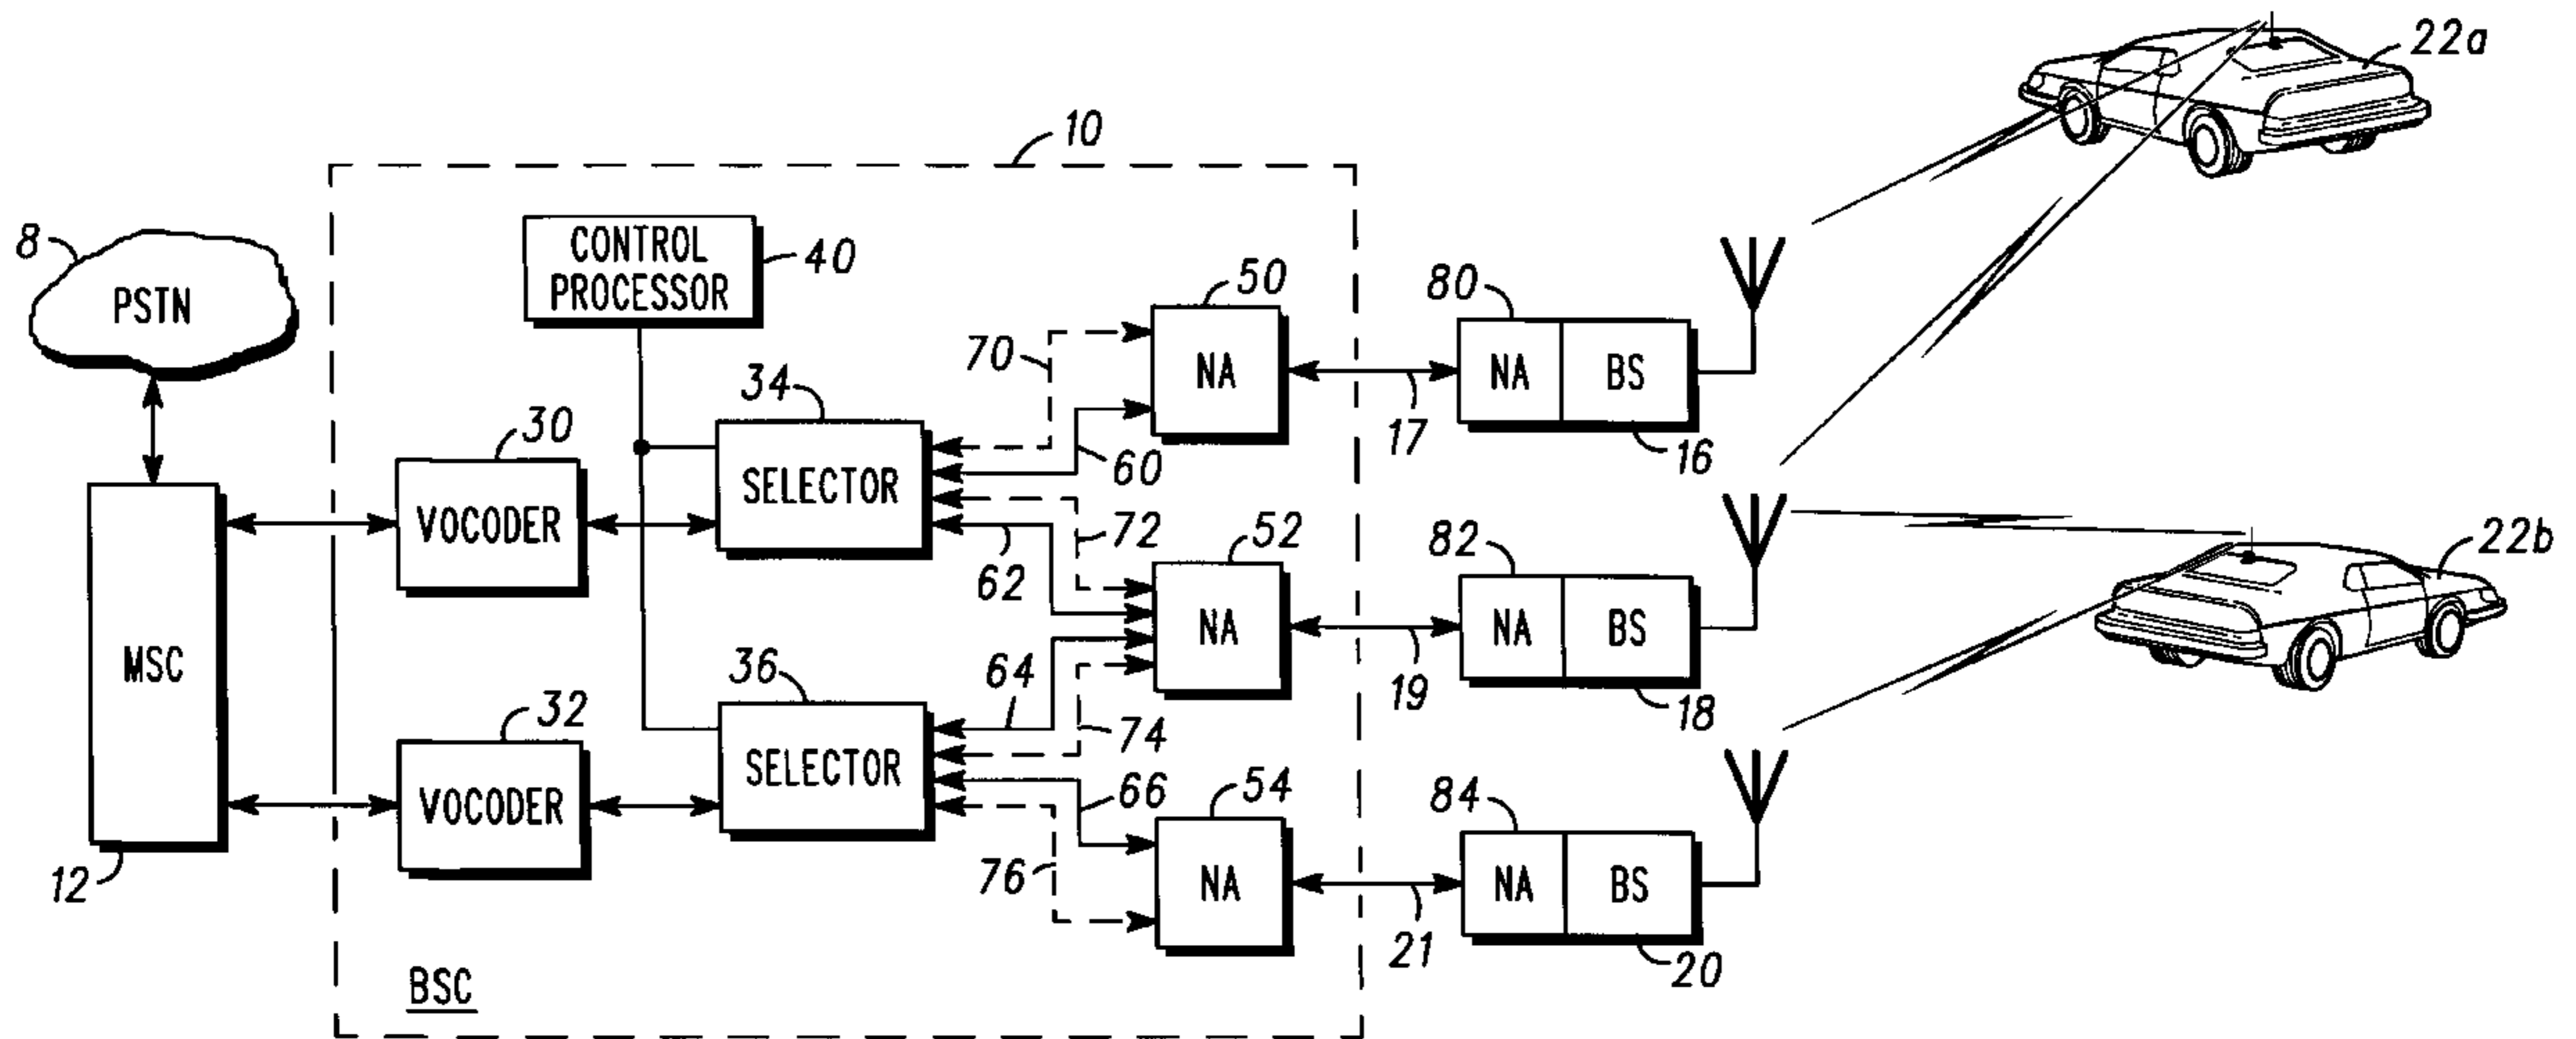 22a
10
8
PSTN
CONTROL
PROCESSOR
40
50
NA
70
60
80
NA BS
17
16
34
SELECTOR
30
VOCODER
72
62
52
NA
82
NA BS
19
18
22b
MSC
12
36
SELECTOR
64
74
32
VOCODER
66
76
54
NA
84
NA BS
21
20
BSC